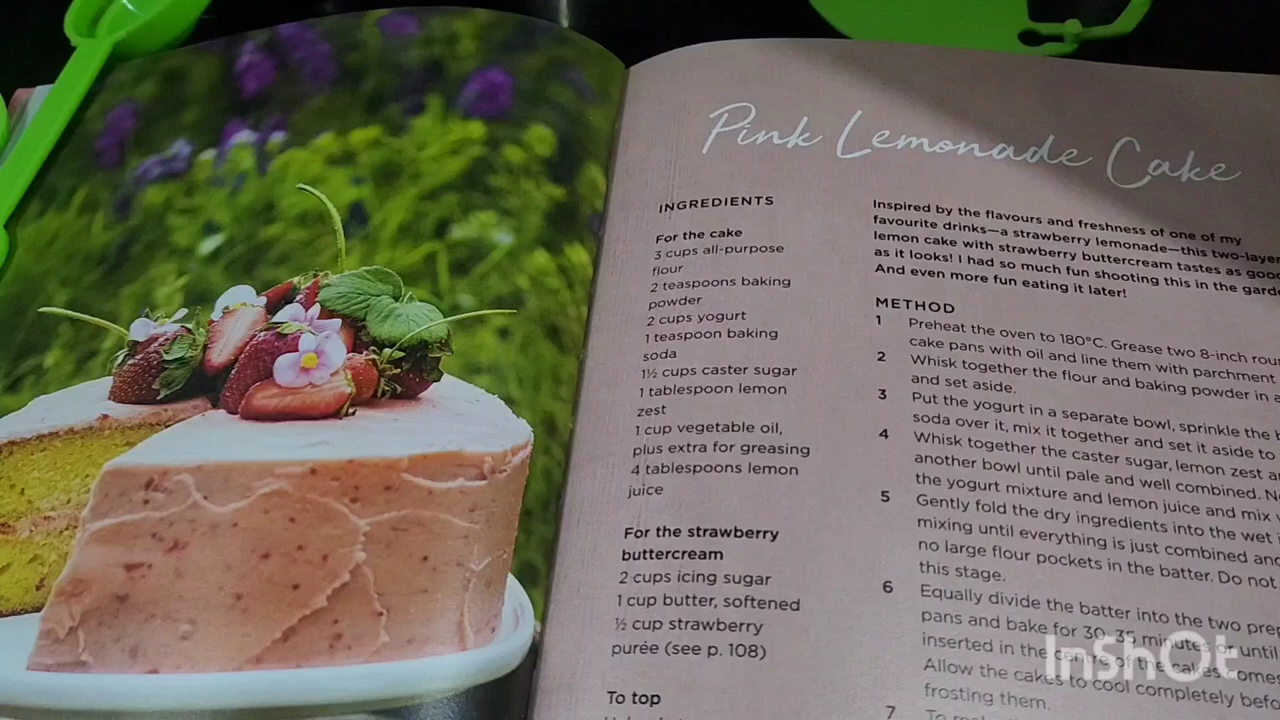 Pink Lemonade Cake
INGREDIENTS
For the cake
3 cups all-purpose
flour
2 teaspoons baking
powder
2 cups yogurt
1 teaspoon baking
soda
1½ cups caster sugar
1 tablespoon lemon
zest
1 cup vegetable oil,
plus extra for greasing
4 tablespoons lemon
juice
For the strawberry
buttercream
2 cups icing sugar
1 cup butter, softened
½ cup strawberry
purée (see p. 108)
To top
Inspired by the flavours and freshness of one of my
favourite drinks—a strawberry lemonade—this two-layer
lemon cake with strawberry buttercream tastes as good
as it looks! I had so much fun shooting this in the
And even more fun eating it later!
METHOD
1 Preheat the oven to 180°C. Grease two 8-inch
cake pans with oil and line them with parchment
2 Whisk together the flour and baking powder in
and set aside.
3 Put the yogurt in a separate bowl, sprinkle the
soda over it, mix it together and set it aside to
4 Whisk together the caster sugar, lemon zest
another bowl until pale and well combined.
the yogurt mixture and lemon juice and mix
5 Gently fold the dry ingredients into the wet
mixing until everything is just combined
no large flour pockets in the batter. Do not
this stage.
6 Equally divide the batter into the two
pans and bake for 30–35 minutes or until
inserted in the centre of the cakes comes
Allow the cakes to cool completely
frosting them.
7 To
InShOt